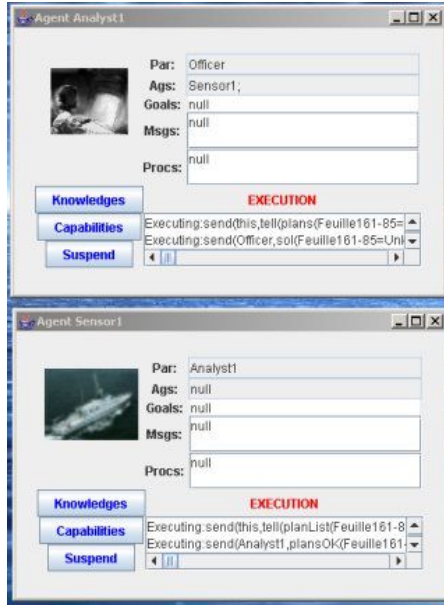 Agent Analyst1
Par: Officer
Ags: Sensor1;
Goals: null
Msgs: null
Procs: null
Knowledges
EXECUTION
Capabilities
Executing:send(this,tell(plans(Feuille161-85=
Executing:send(Officer,sol(Feuille161-85=Unl
Suspend
Agent Sensor1
Par: Analyst1
Ags: null
Goals: null
Msgs: null
Procs: null
Knowledges
EXECUTION
Capabilities
Executing:send(this,tell(planList(Feuille161-8
Executing:send(Analyst1,plansOK(Feuille161-
Suspend